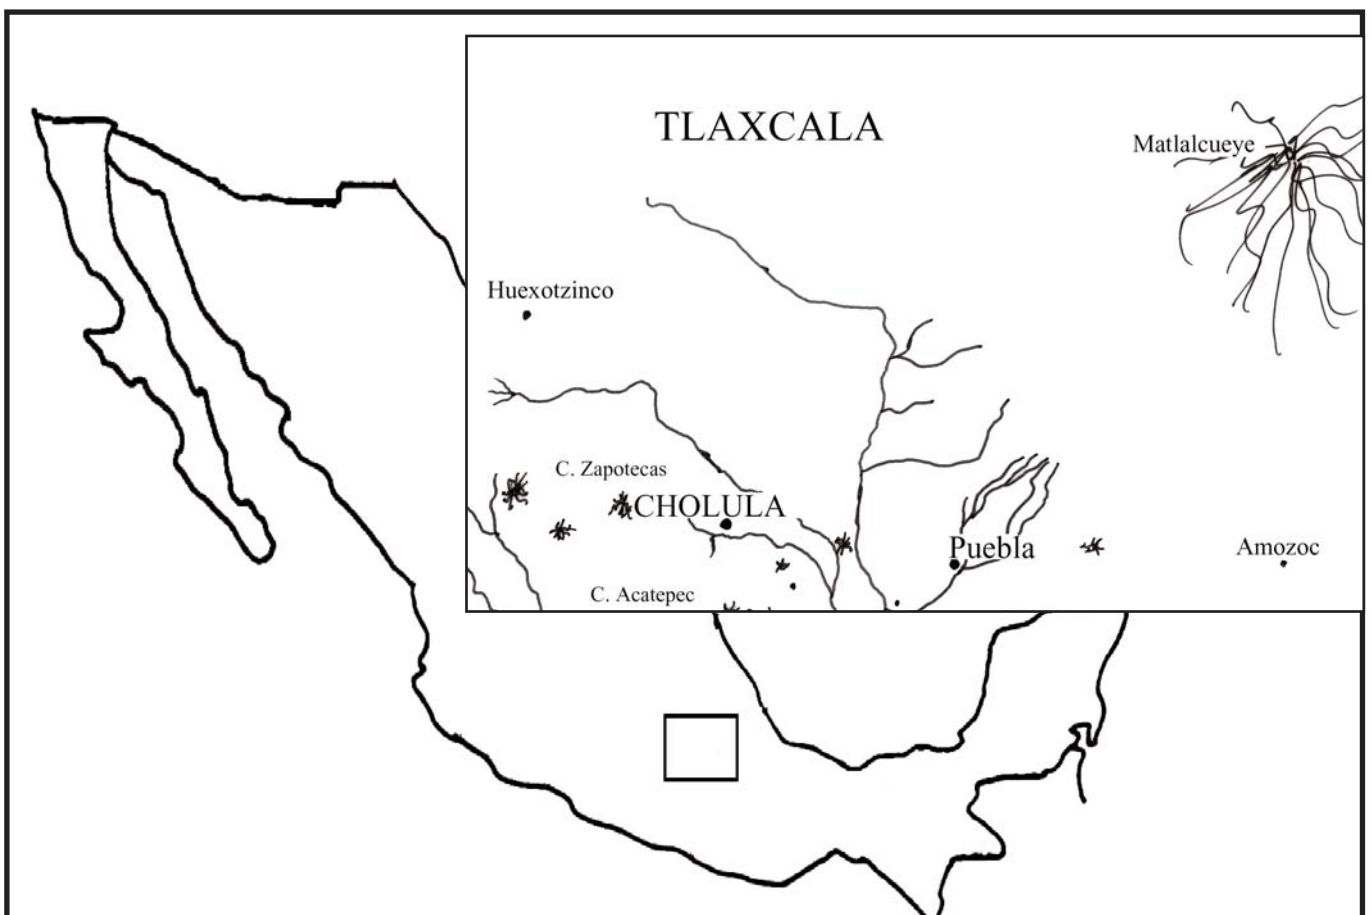 TLAXCALA
Matlalcueye
Huexotzinco
C. Zapotecas
CHOLULA
Puebla
Amozoc
C. Acatepec